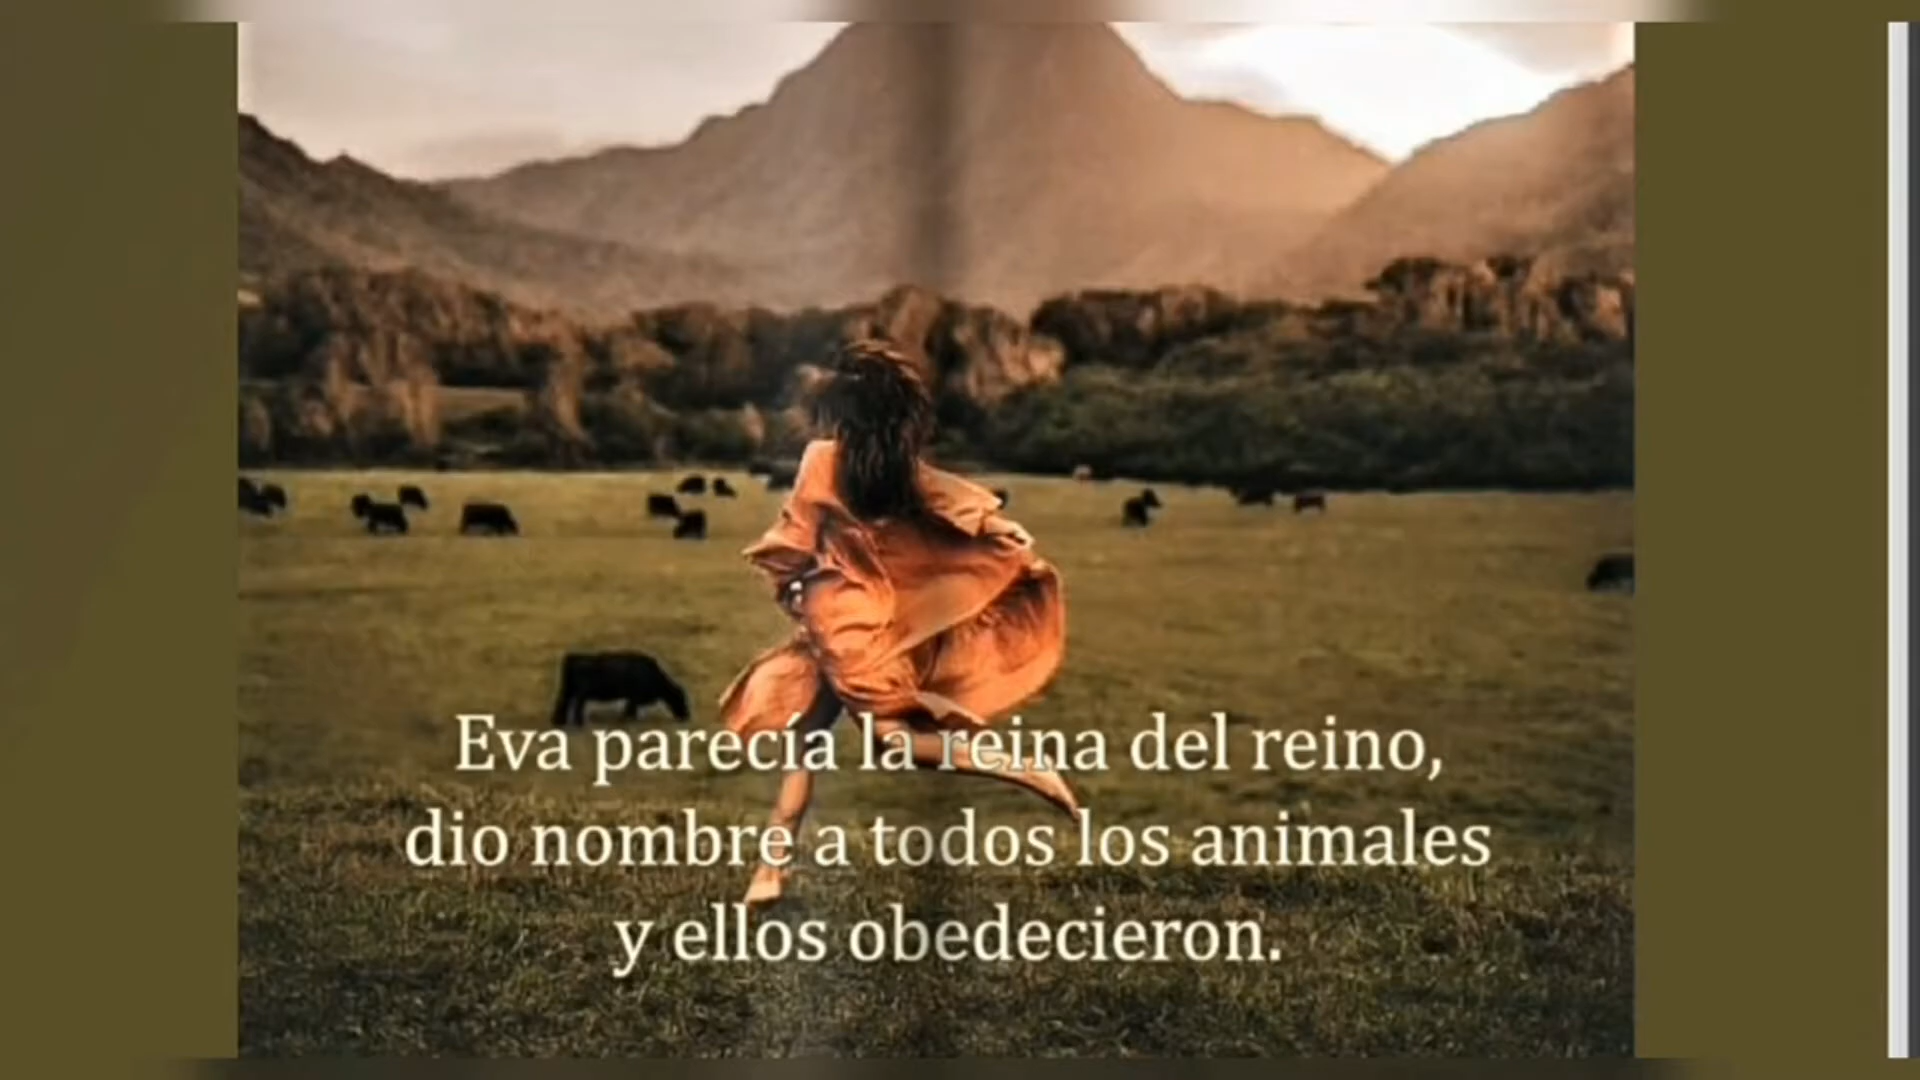 Eva parecía la reina del reino,
dio nombre a todos los animales
y ellos obedecieron.